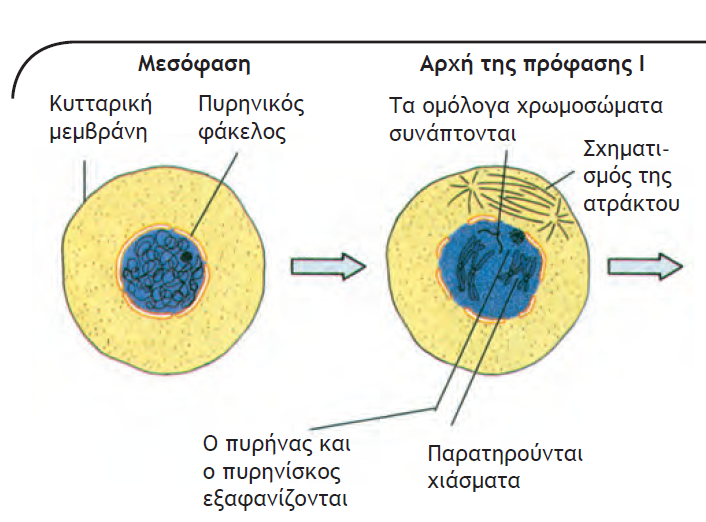 Μεσόφαση
Αρχή της πρόφασης Ι
Κυτταρική
μεμβράνη
Πυρηνικός
φάκελος
Τα ομόλογα χρωμοσώματα
συνάπτονται
Σχηματι-
σμός της
ατράκτου
Ο πυρήνας και
ο πυρηνίσκος
εξαφανίζονται
Παρατηρούνται
χιάσματα